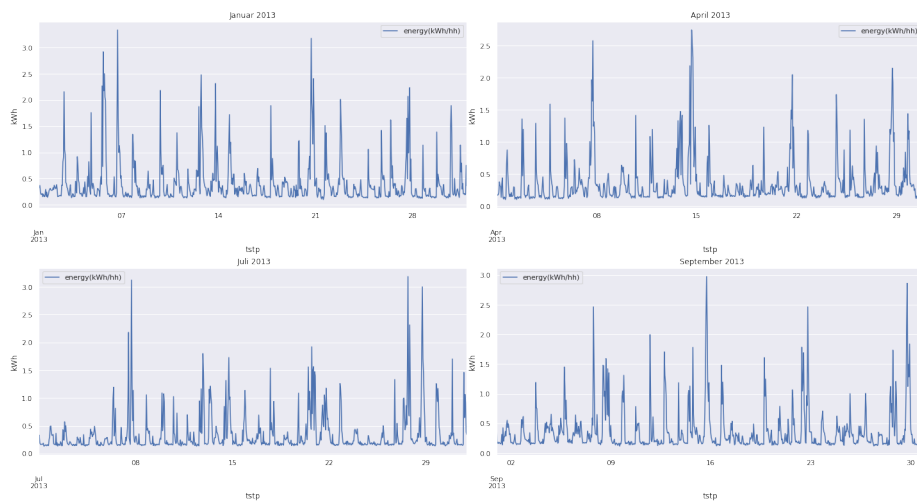 Januar 2013
energy(kWh/hh)
kWh
3.0
2.5
2.0
1.5
1.0
0.5
0.0
Jan
2013
07
14
21
28
tstp
April 2013
energy(kWh/hh)
kWh
2.5
2.0
1.5
1.0
0.5
0.0
Apr
2013
08
15
22
29
tstp
Juli 2013
energy(kWh/hh)
kWh
3.0
2.5
2.0
1.5
1.0
0.5
0.0
Jul
2013
08
15
22
29
tstp
September 2013
energy(kWh/hh)
kWh
3.0
2.5
2.0
1.5
1.0
0.5
0.0
Sep
2013
02
09
16
23
30
tstp